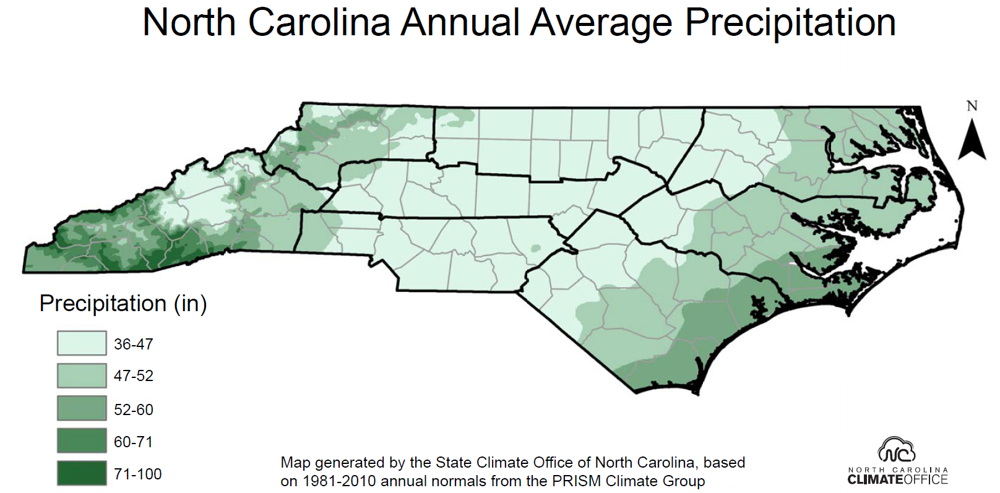 North Carolina Annual Average Precipitation
N
Precipitation (in)
36-47
47-52
52-60
60-71
71-100
Map generated by the State Climate Office of North Carolina, based
on 1981-2010 annual normals from the PRISM Climate Group
NC
NORTH CAROLINA
CLIMATEOFFICE